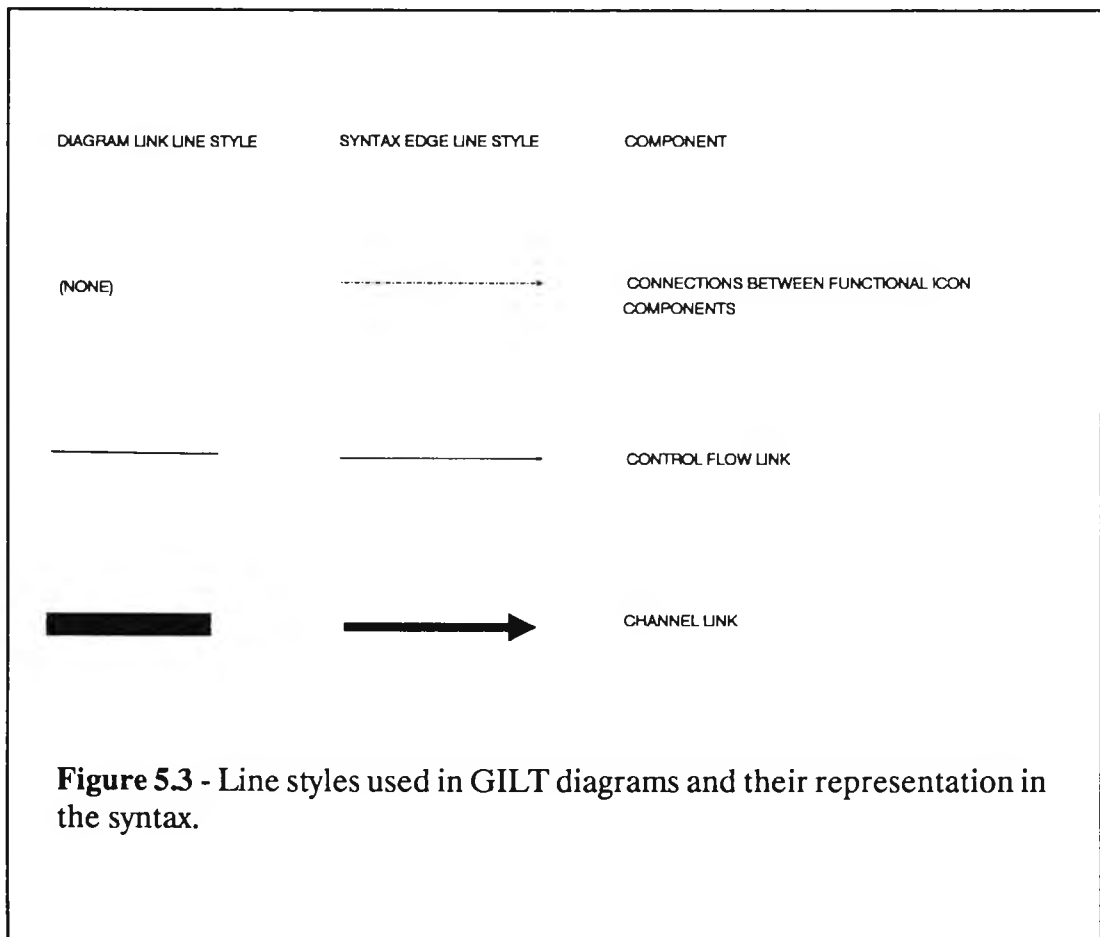 DIAGRAM LINK LINE STYLE SYNTAX EDGE LINE STYLE COMPONENT
(NONE) CONNECTIONS BETWEEN FUNCTIONAL ICON
COMPONENTS
CONTROL FLOW LINK
CHANNEL LINK
Figure 5.3 - Line styles used in GILT diagrams and their representation in
the syntax.